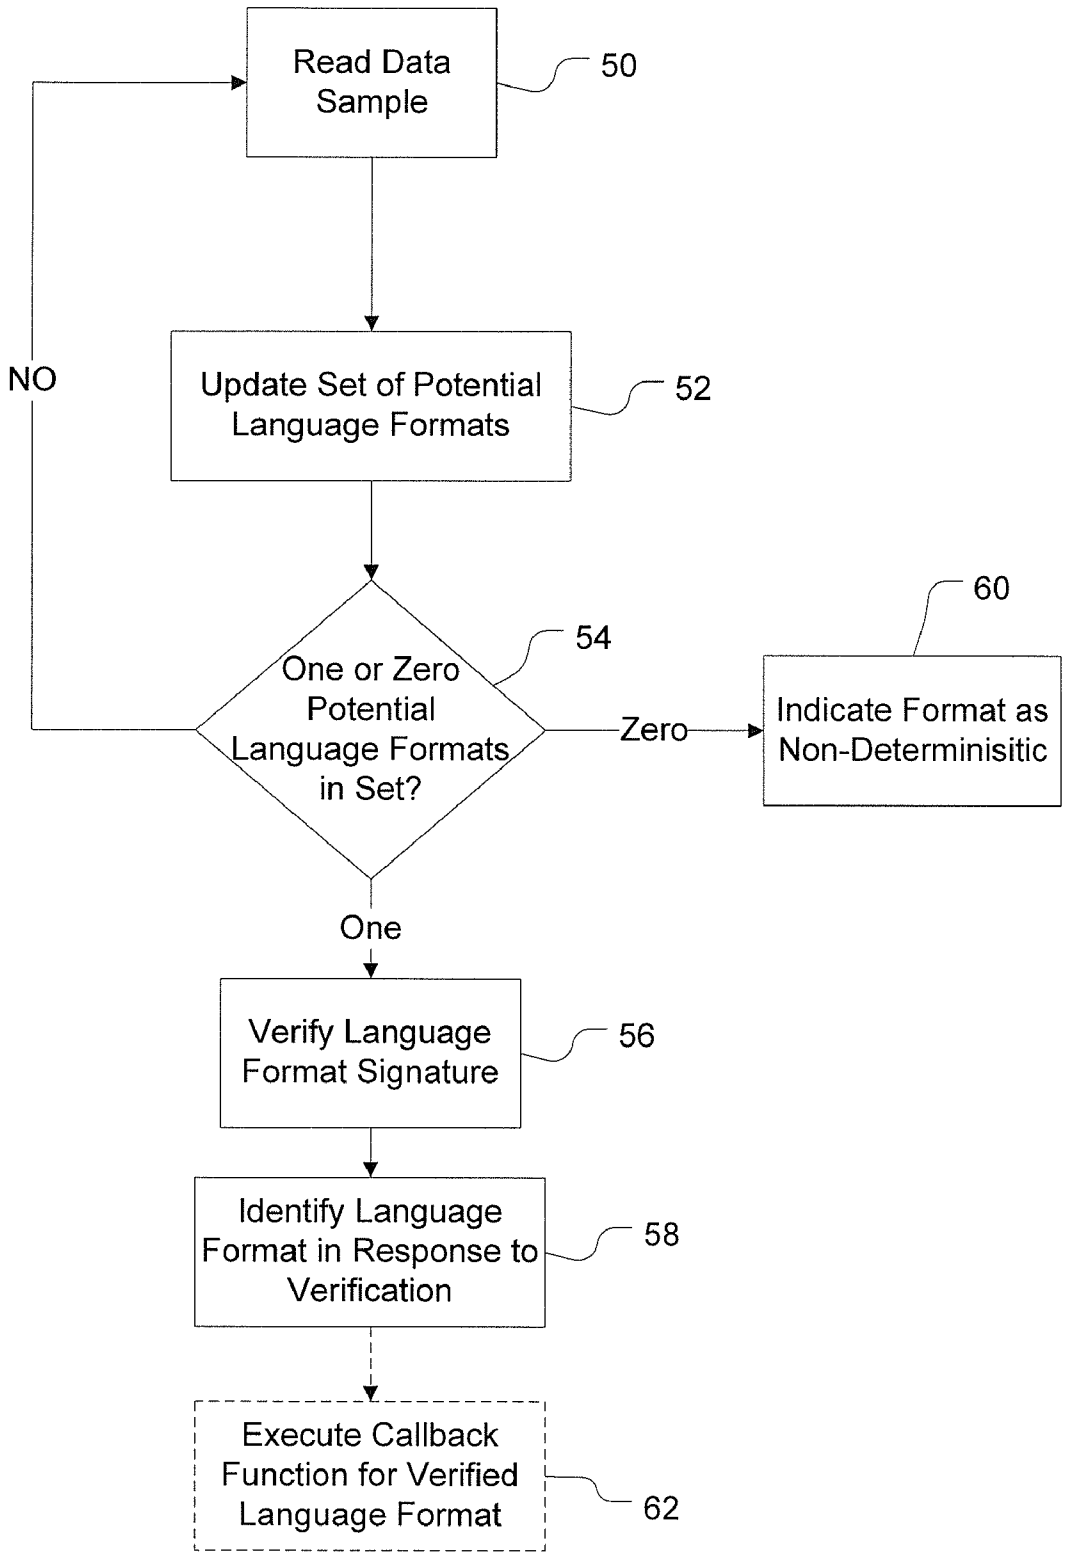 Read Data
Sample
50
NO
Update Set of Potential
Language Formats
52
One or Zero
Potential
Language Formats
in Set?
54
Zero
60
Indicate Format as
Non-Determinisitic
One
Verify Language
Format Signature
56
Identify Language
Format in Response to
Verification
58
Execute Callback
Function for Verified
Language Format
62